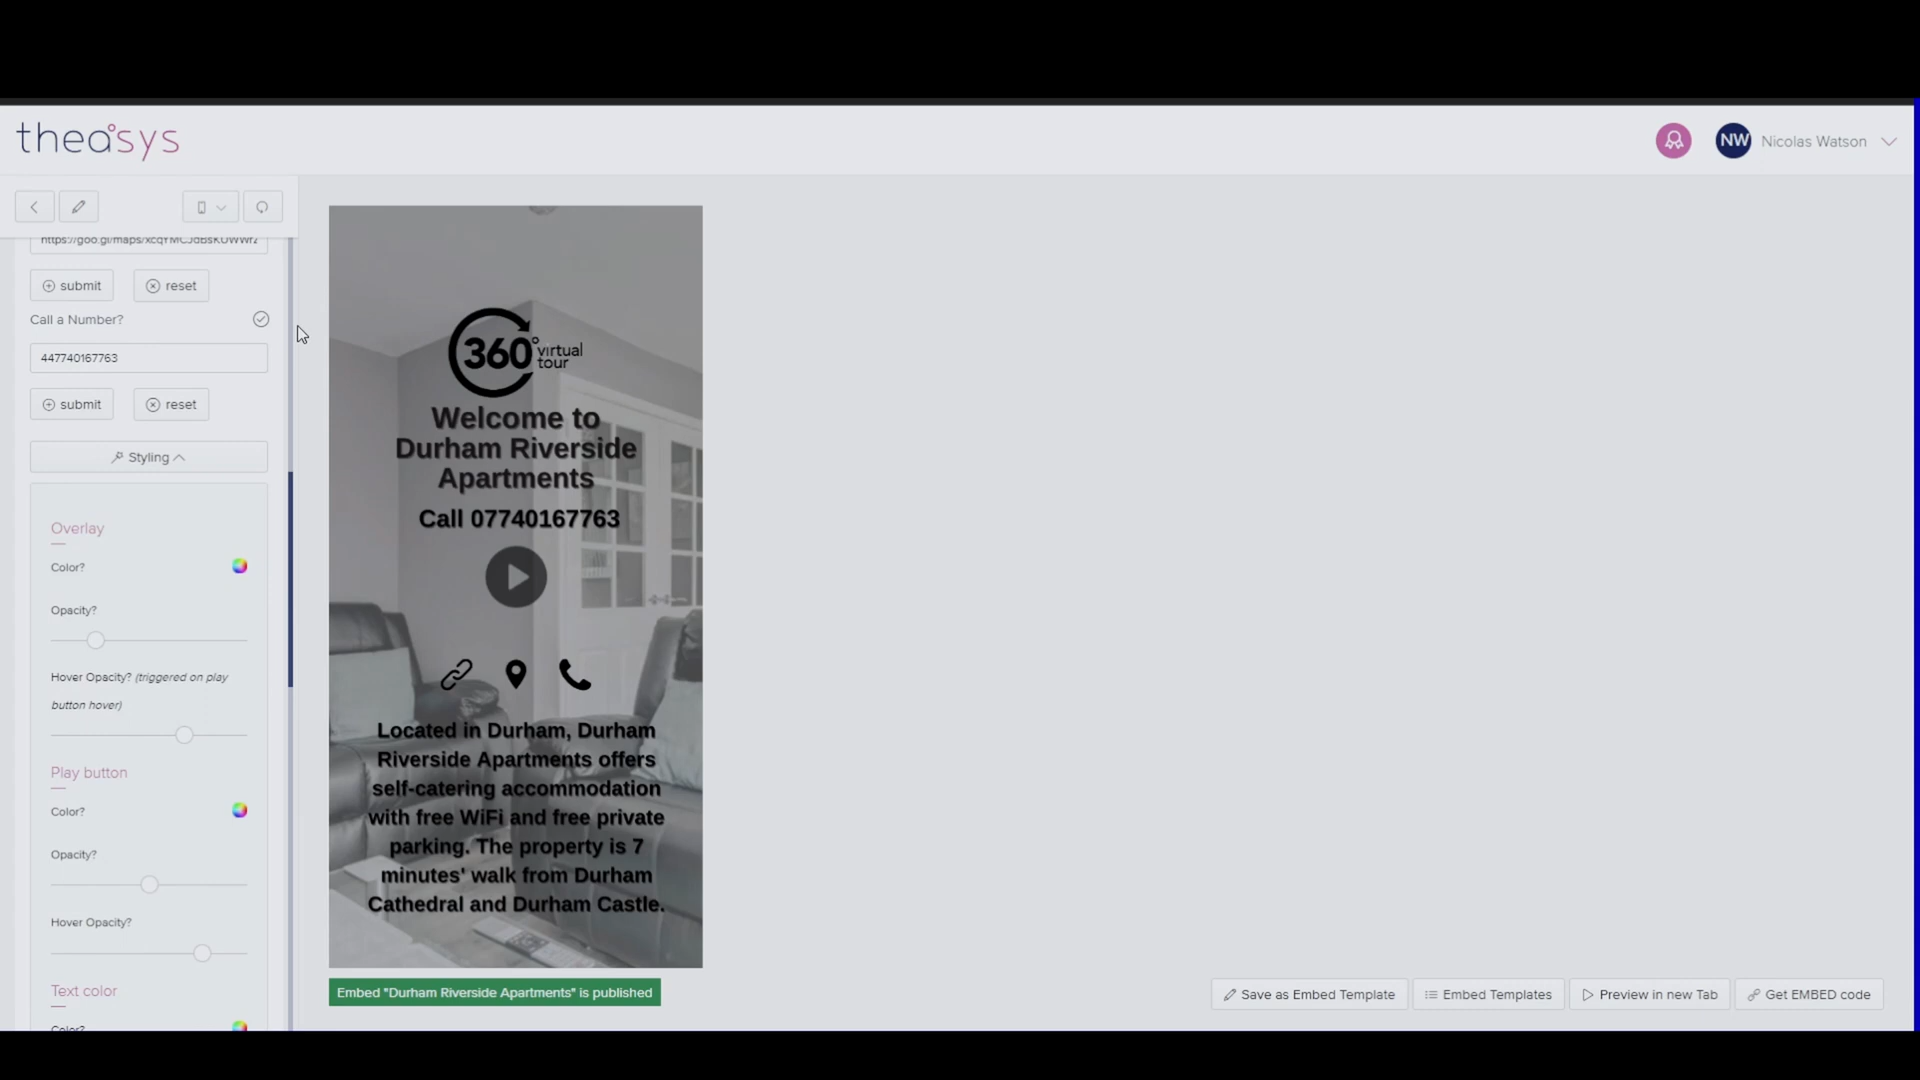 theasys
NW Nicolas Watson
submit
reset
Call a Number?
447740167763
submit
reset
Styling
Overlay
Color?
Opacity?
Hover Opacity? (triggered on play
button hover)
Play button
Color?
Opacity?
Hover Opacity?
Text color
Color?
360° virtual
tour
Welcome to
Durham Riverside
Apartments
Call 07740167763
Located in Durham, Durham
Riverside Apartments offers
self-catering accommodation
with free WiFi and free private
parking. The property is 7
minutes' walk from Durham
Cathedral and Durham Castle.
Embed "Durham Riverside Apartments" is published
Save as Embed Template
Embed Templates
Preview in new Tab
Get EMBED code